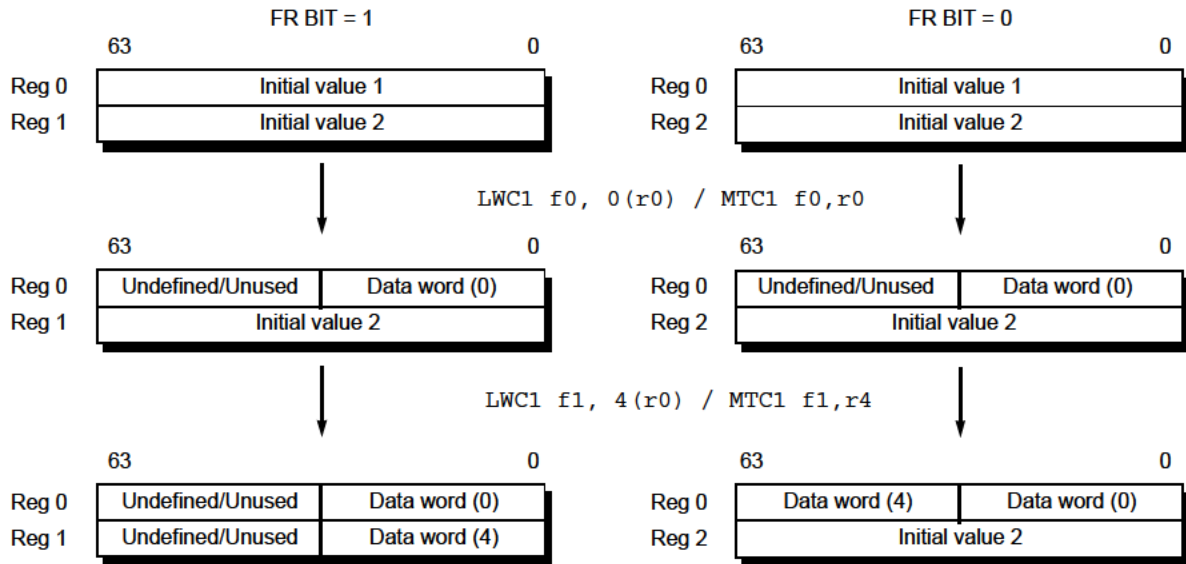 FR BIT = 1 FR BIT = 0
63 0 63 0
Reg 0 Initial value 1 Reg 0 Initial value 1
Reg 1 Initial value 2 Reg 2 Initial value 2
LWC1 f0, 0(r0) / MTC1 f0,r0
63 0 63 0
Reg 0 Undefined/Unused Data word (0) Reg 0 Undefined/Unused Data word (0)
Reg 1 Initial value 2 Reg 2 Initial value 2
LWC1 f1, 4(r0) / MTC1 f1,r4
63 0 63 0
Reg 0 Undefined/Unused Data word (0) Reg 0 Data word (4) Data word (0)
Reg 1 Undefined/Unused Data word (4) Reg 2 Initial value 2